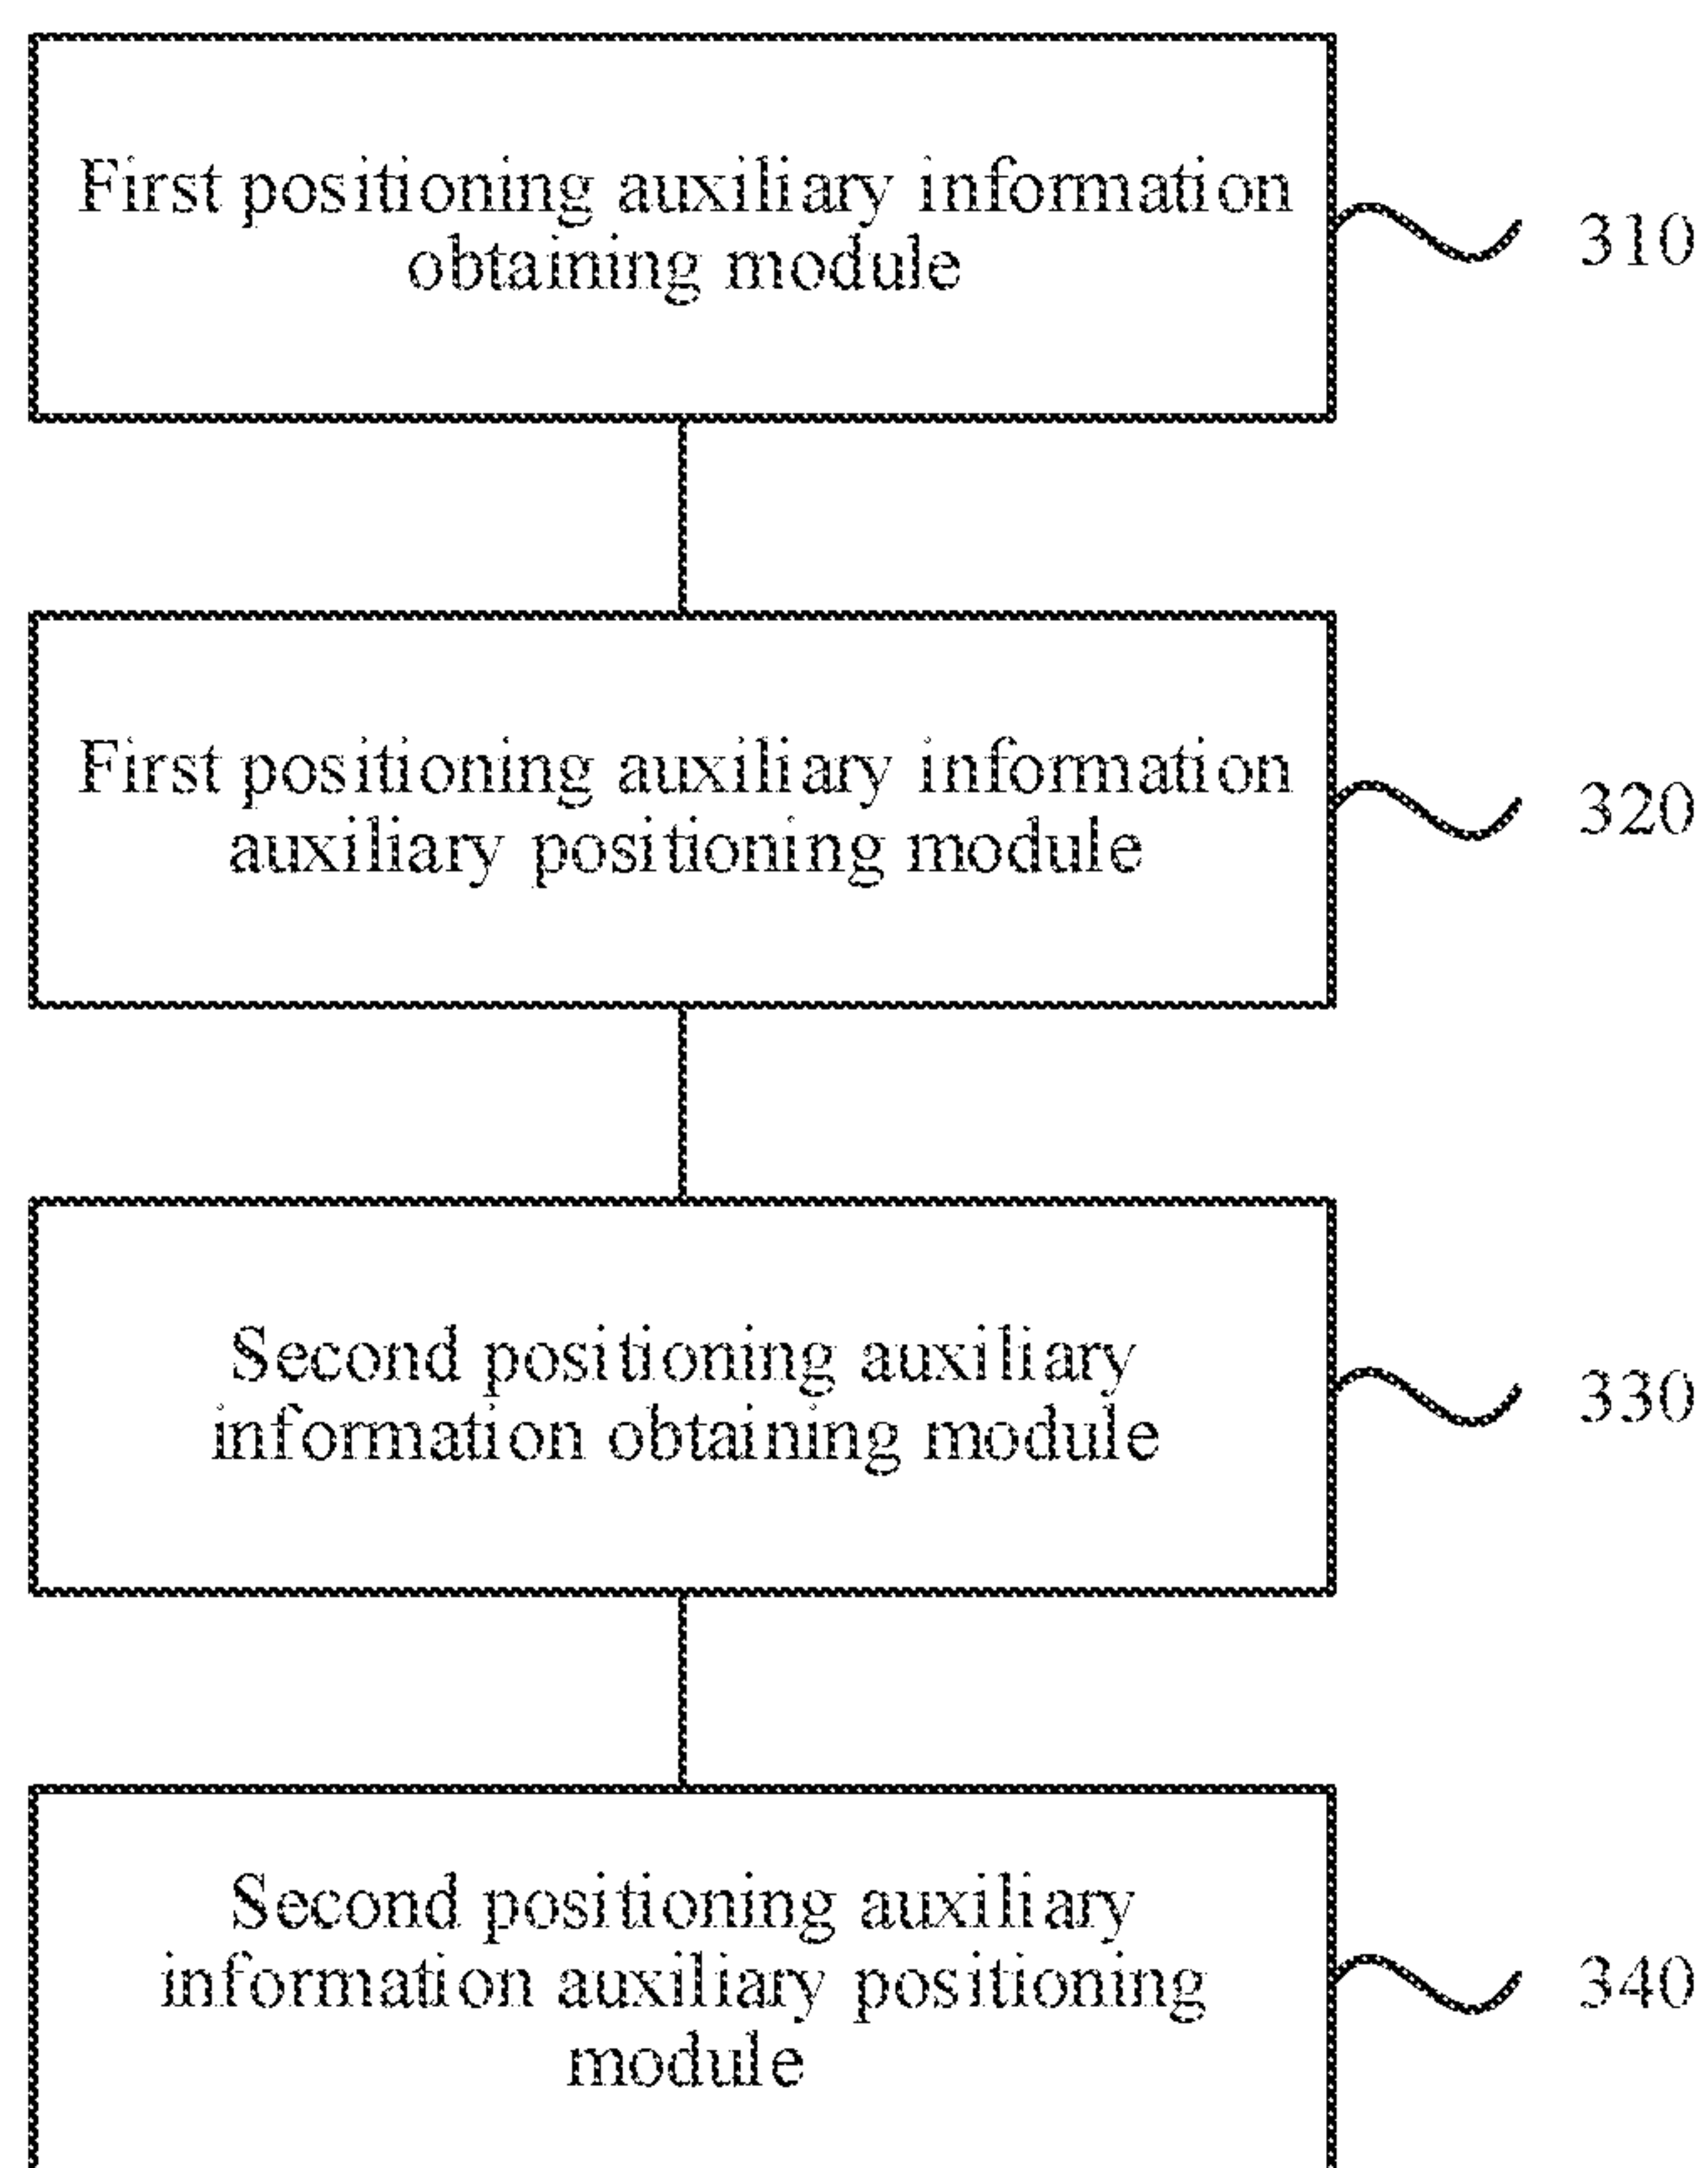 First positioning auxiliary information
obtaining module
310
First positioning auxiliary information
auxiliary positioning module
320
Second positioning auxiliary
information obtaining module
330
Second positioning auxiliary
information auxiliary positioning
module
340